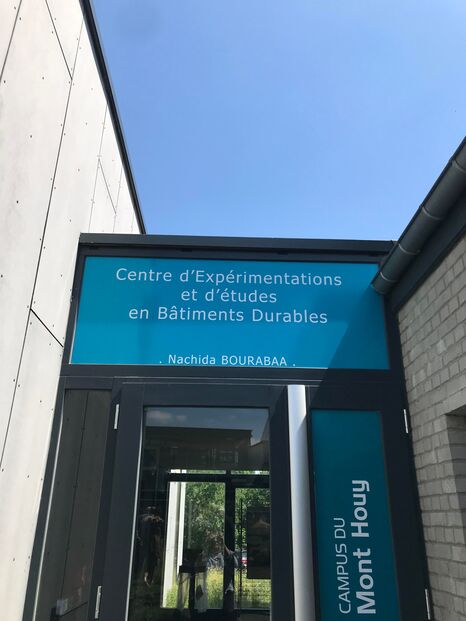 Centre d'Expérimentations
et d'études
en Bâtiments Durables
. Nachida BOURABAA .
CAMPUS DU
Mont Houy